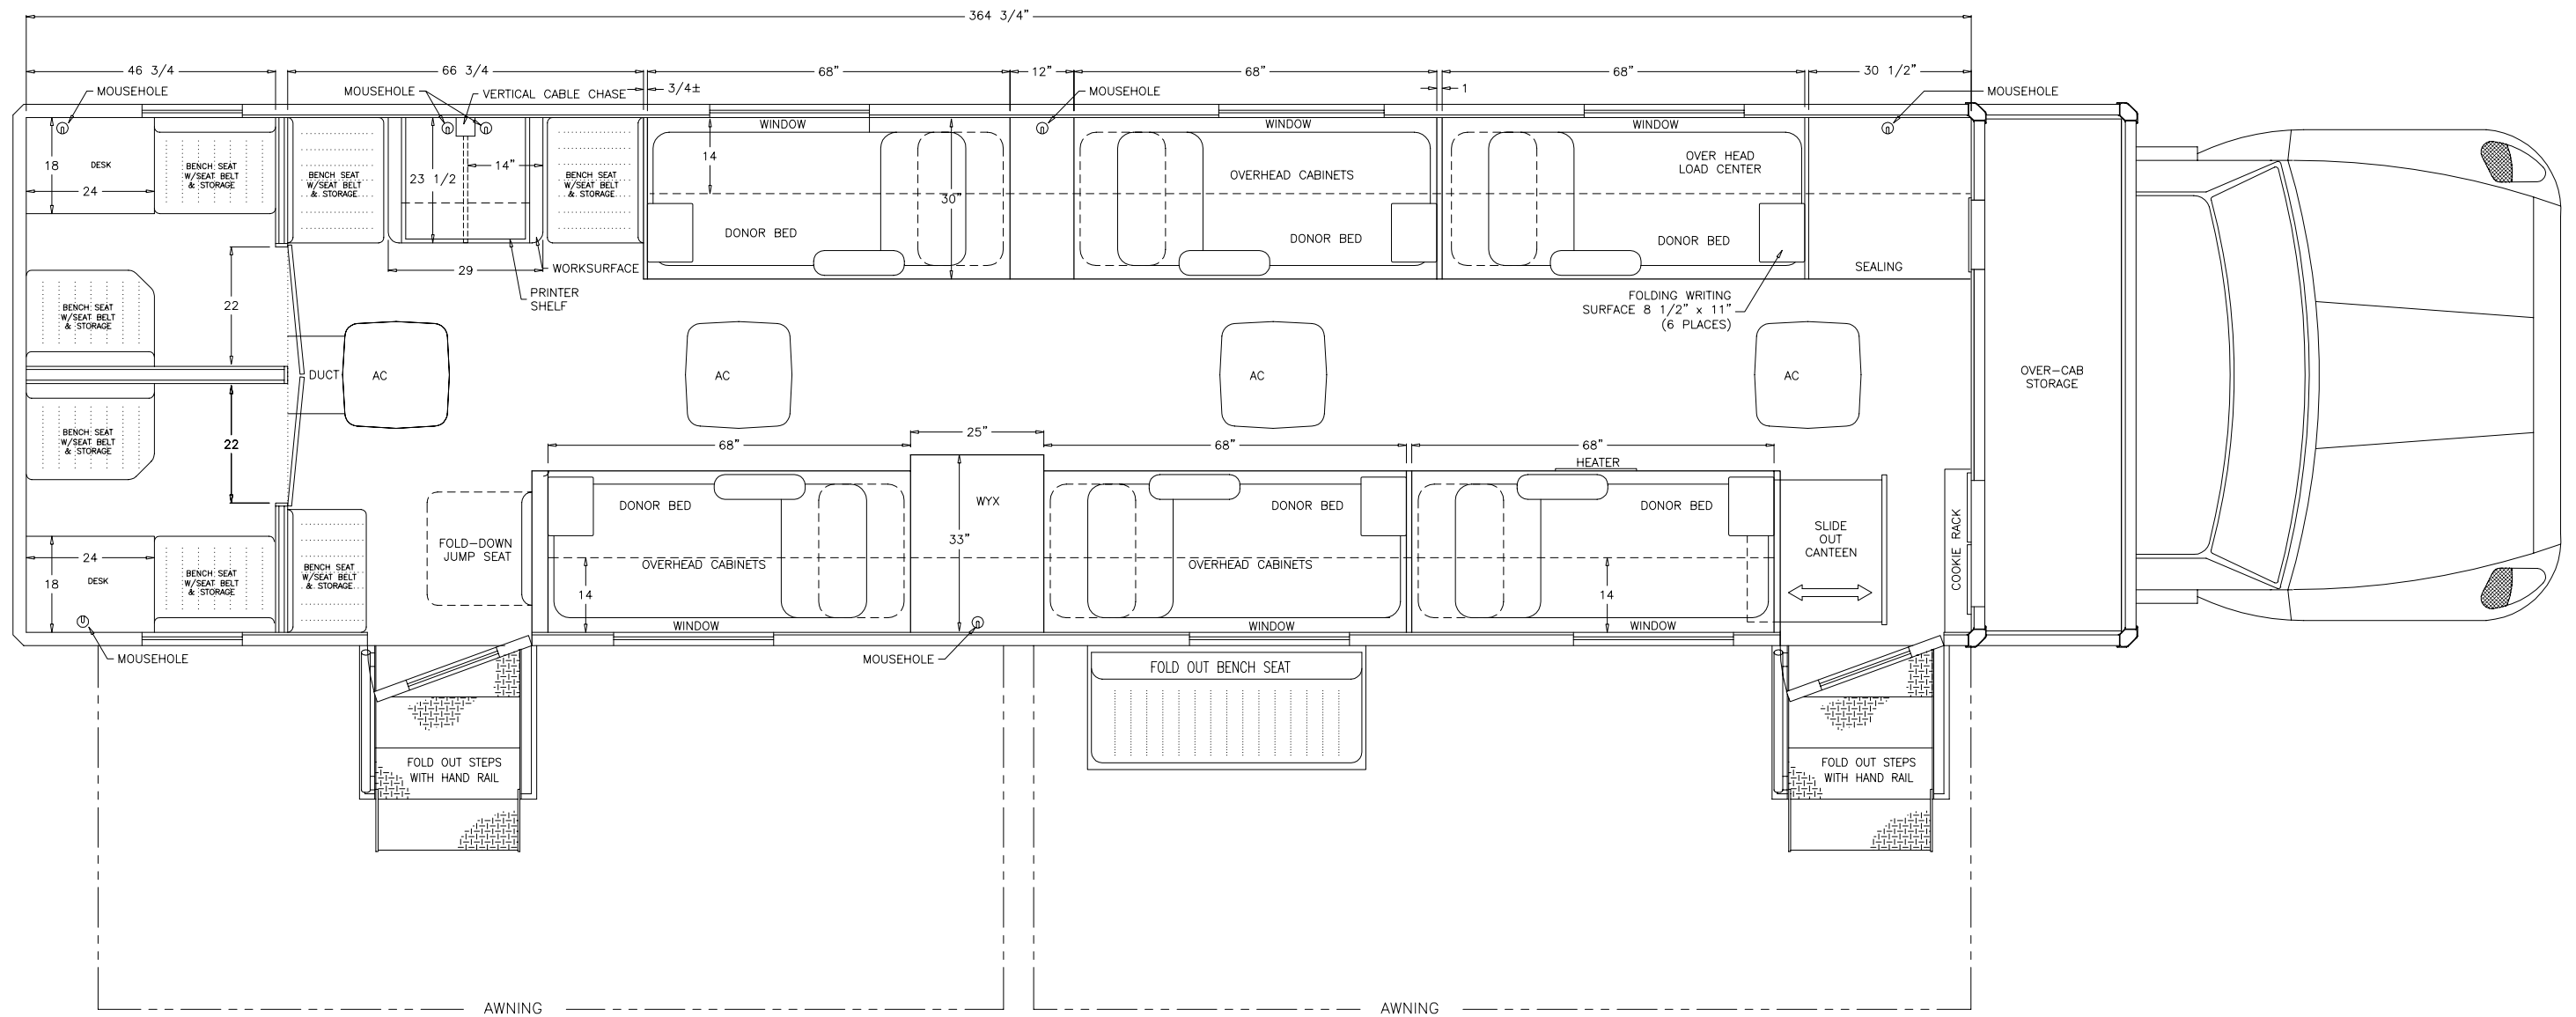 364 3/4"
46 3/4
66 3/4
68"
12"
68"
68"
30 1/2"
MOUSEHOLE
MOUSEHOLE
VERTICAL CABLE CHASE
3/4±
MOUSEHOLE
1
MOUSEHOLE
WINDOW
WINDOW
WINDOW
18
DESK
24
BENCH SEAT
W/SEAT BELT
& STORAGE
BENCH SEAT
W/SEAT BELT
& STORAGE
23 1/2
14"
BENCH SEAT
W/SEAT BELT
& STORAGE
14
30"
DONOR BED
OVERHEAD CABINETS
DONOR BED
OVER HEAD
LOAD CENTER
DONOR BED
SEALING
29
WORKSURFACE
PRINTER
SHELF
FOLDING WRITING
SURFACE 8 1/2" x 11"
(6 PLACES)
BENCH SEAT
W/SEAT BELT
& STORAGE
22
DUCT
AC
AC
AC
AC
OVER-CAB
STORAGE
BENCH SEAT
W/SEAT BELT
& STORAGE
22
68"
25"
68"
68"
HEATER
DONOR BED
WYX
DONOR BED
DONOR BED
33"
SLIDE
OUT
CANTEEN
COOKIE RACK
FOLD-DOWN
JUMP SEAT
24
18
DESK
BENCH SEAT
W/SEAT BELT
& STORAGE
BENCH SEAT
W/SEAT BELT
& STORAGE
OVERHEAD CABINETS
OVERHEAD CABINETS
14
14
WINDOW
WINDOW
WINDOW
MOUSEHOLE
MOUSEHOLE
FOLD OUT BENCH SEAT
FOLD OUT STEPS
WITH HAND RAIL
FOLD OUT STEPS
WITH HAND RAIL
AWNING
AWNING